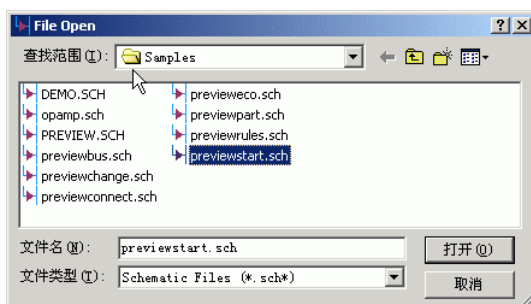 File Open
查找范围(I): Samples
DEMO.SCH
opamp.sch
PREVIEW.SCH
previewbus.sch
previewchange.sch
previewconnect.sch
previeweco.sch
previewpart.sch
previewrules.sch
previewstart.sch
文件名(N): previewstart.sch 打开(O)
文件类型(T): Schematic Files (*.sch*) 取消